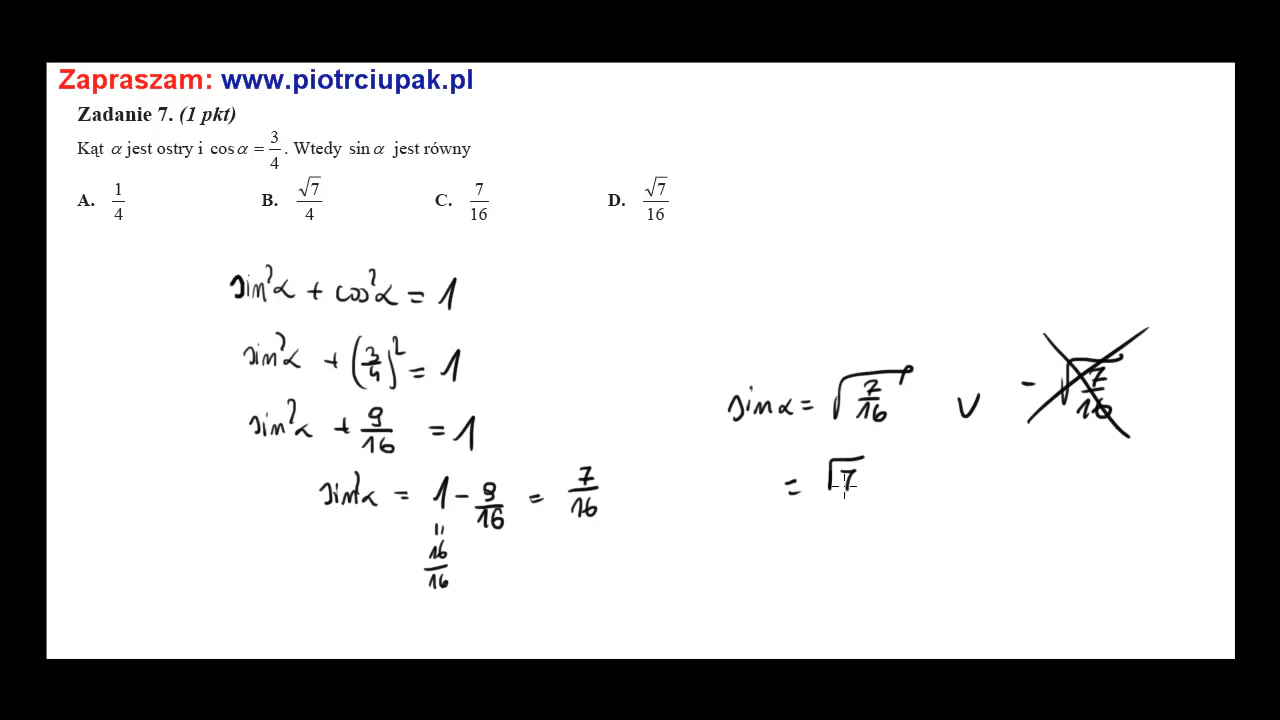 Zapraszam: www.piotrciupak.pl
Zadanie 7. (1 pkt)
Kąt α jest ostry i cos α = 3/4. Wtedy sin α jest równy
A. 1/4 B. √7/4 C. 7/16 D. √7/16
sin²α + cos²α = 1
sin²α + (3/4)² = 1
sin²α + 9/16 = 1
sin²α = 1 - 9/16 = 7/16
=
16/16
sin α = √(7/16) ∨ - √(7/16)
= √7